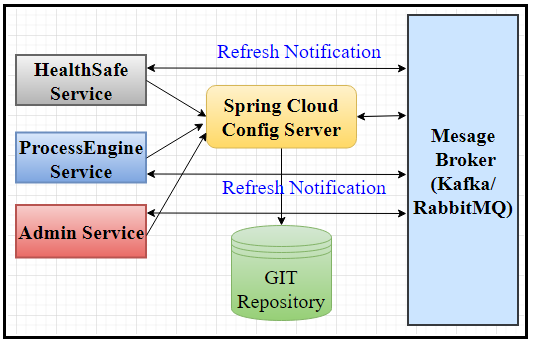 Refresh Notification
HealthSafe
Service
Spring Cloud
Config Server
ProcessEngine
Service
Mesage
Broker
(Kafka/
RabbitMQ)
Refresh Notification
Admin Service
GIT
Repository